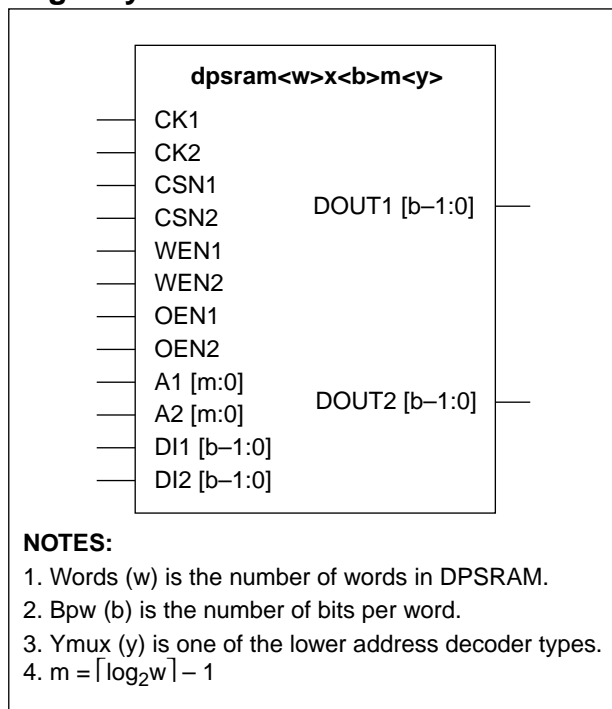 dpsram<w>x<b>m<y>
CK1
CK2
CSN1
CSN2
WEN1
WEN2
OEN1
OEN2
A1 [m:0]
A2 [m:0]
DI1 [b–1:0]
DI2 [b–1:0]
DOUT1 [b–1:0]
DOUT2 [b–1:0]
NOTES:
1. Words (w) is the number of words in DPSRAM.
2. Bpw (b) is the number of bits per word.
3. Ymux (y) is one of the lower address decoder types.
4. m = ⌈log₂w⌉ – 1